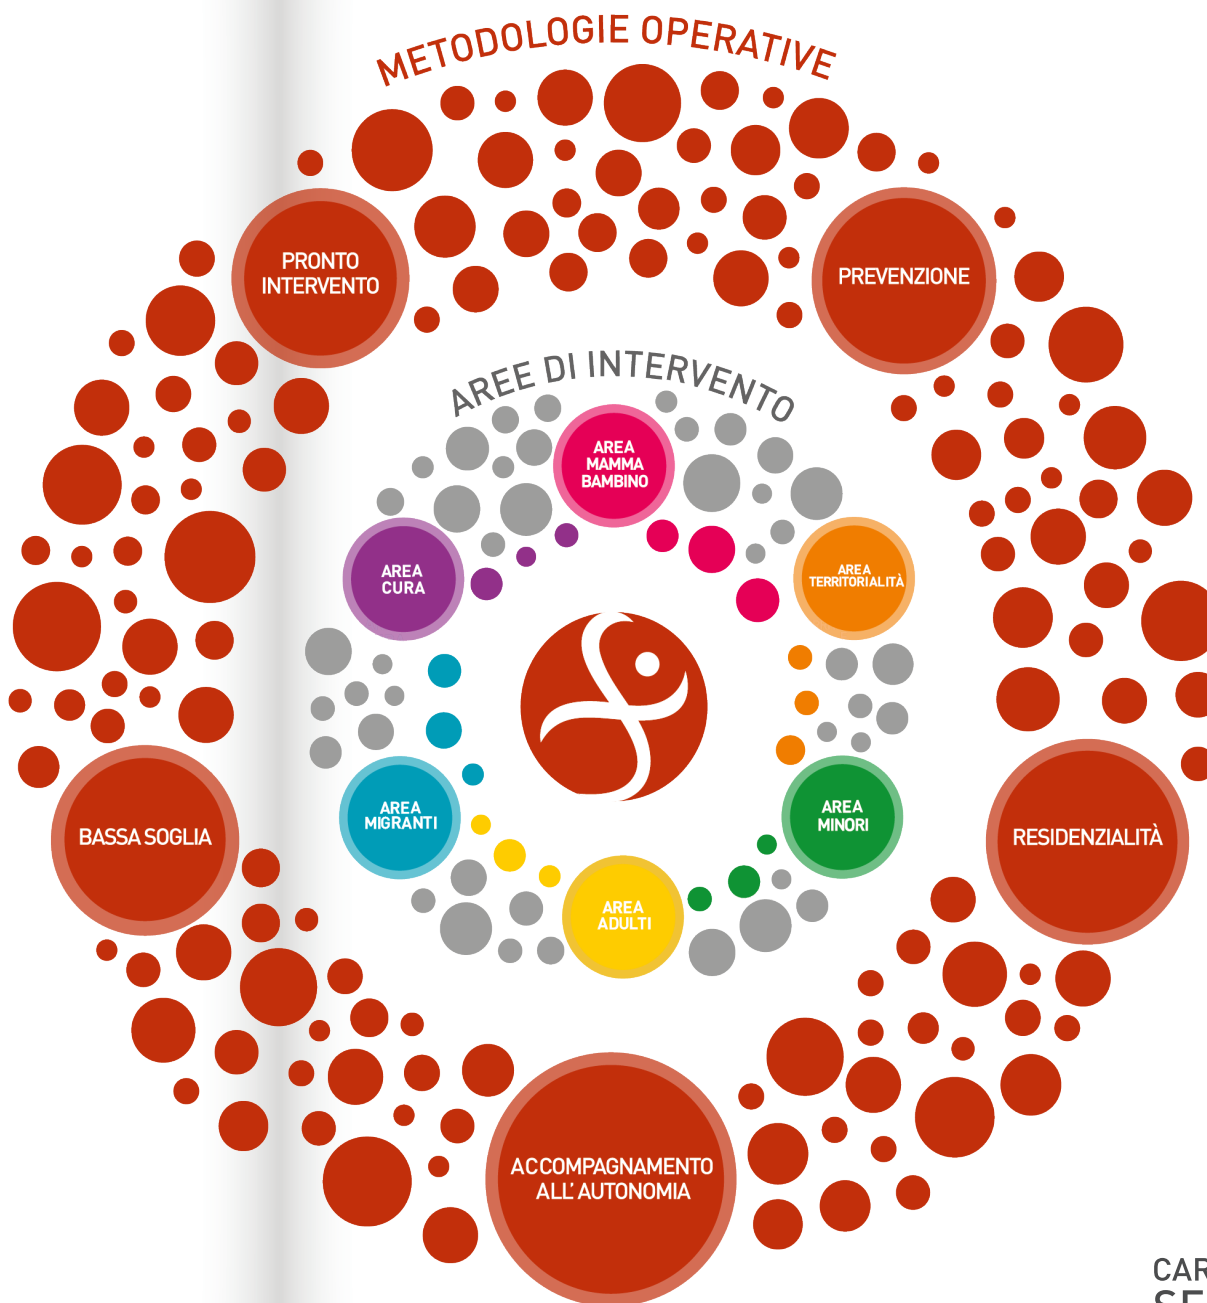 METODOLOGIE OPERATIVE
PRONTO
INTERVENTO
PREVENZIONE
AREE DI INTERVENTO
AREA
MAMMA
BAMBINO
AREA
CURA
AREA
TERRITORIALITÀ
AREA
MIGRANTI
AREA
MINORI
BASSA SOGLIA
RESIDENZIALITÀ
AREA
ADULTI
ACCOMPAGNAMENTO
ALL' AUTONOMIA
CAR